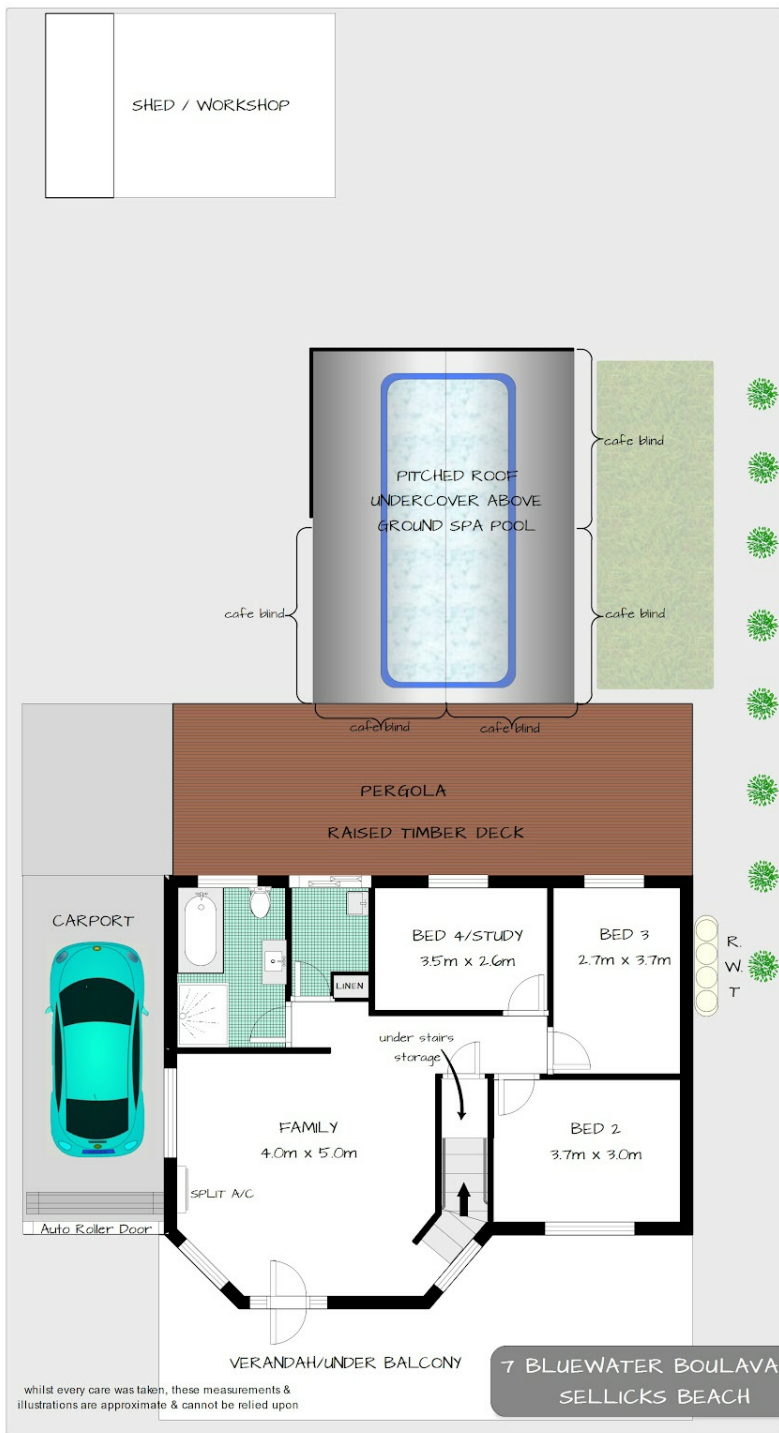 SHED / WORKSHOP
cafe blind
PITCHED ROOF
UNDERCOVER ABOVE
GROUND SPA POOL
cafe blind
cafe blind
cafe blind
cafe blind
PERGOLA
RAISED TIMBER DECK
CARPORT
BED 4/STUDY
3.5m x 2.6m
BED 3
2.7m x 3.7m
R.
W.
T
LINEN
under stairs
storage
FAMILY
4.0m x 5.0m
BED 2
3.7m x 3.0m
SPLIT A/C
Auto Roller Door
VERANDAH/UNDER BALCONY
7 BLUEWATER BOULAVA
SELLICKS BEACH
whilst every care was taken, these measurements &
illustrations are approximate & cannot be relied upon